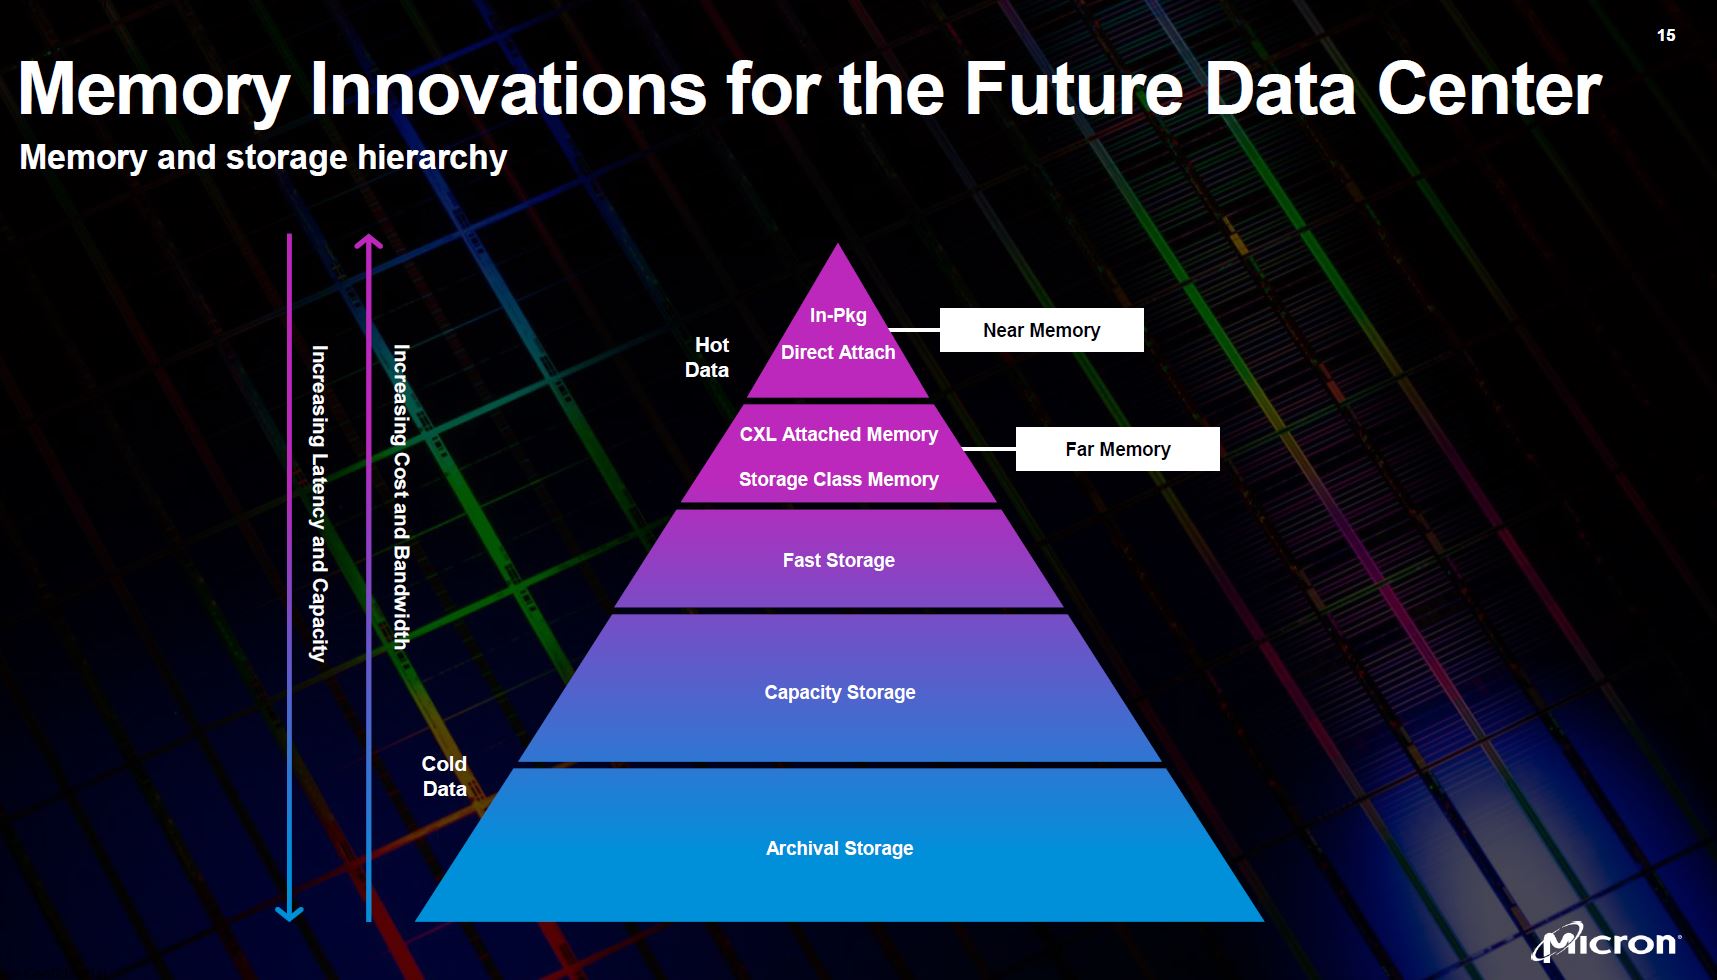 15
Memory Innovations for the Future Data Center
Memory and storage hierarchy
Increasing Latency and Capacity
Increasing Cost and Bandwidth
Hot
Data
In-Pkg
Direct Attach
Near Memory
CXL Attached Memory
Storage Class Memory
Far Memory
Fast Storage
Capacity Storage
Cold
Data
Archival Storage
Micron